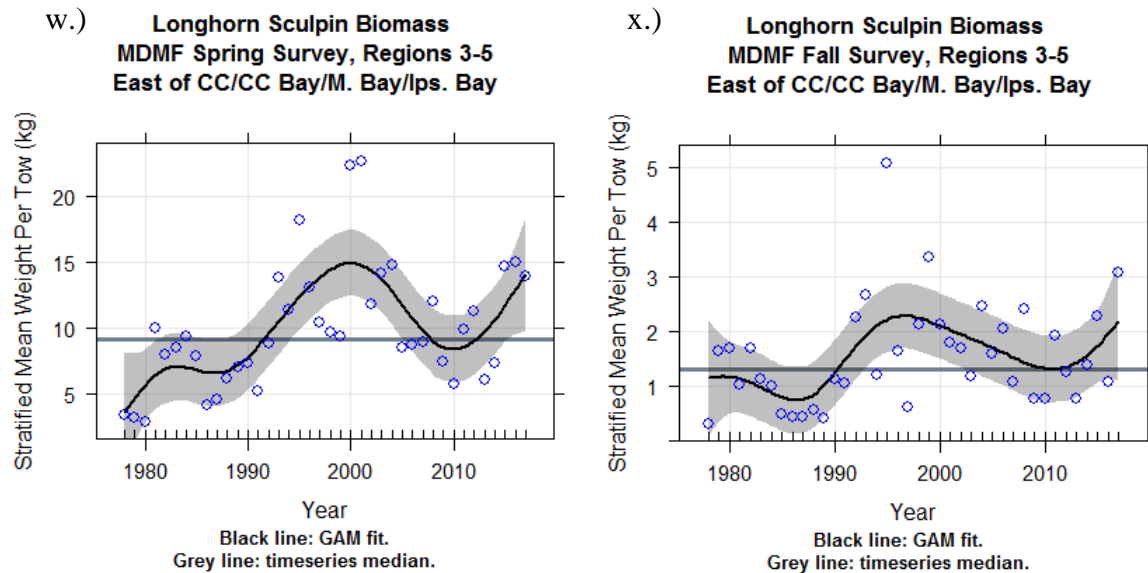 w.)
Longhorn Sculpin Biomass
MDMF Spring Survey, Regions 3-5
East of CC/CC Bay/M. Bay/Ips. Bay
Stratified Mean Weight Per Tow (kg)
20
15
10
5
1980 1990 2000 2010
Year
Black line: GAM fit.
Grey line: timeseries median.
x.)
Longhorn Sculpin Biomass
MDMF Fall Survey, Regions 3-5
East of CC/CC Bay/M. Bay/Ips. Bay
Stratified Mean Weight Per Tow (kg)
5
4
3
2
1
1980 1990 2000 2010
Year
Black line: GAM fit.
Grey line: timeseries median.